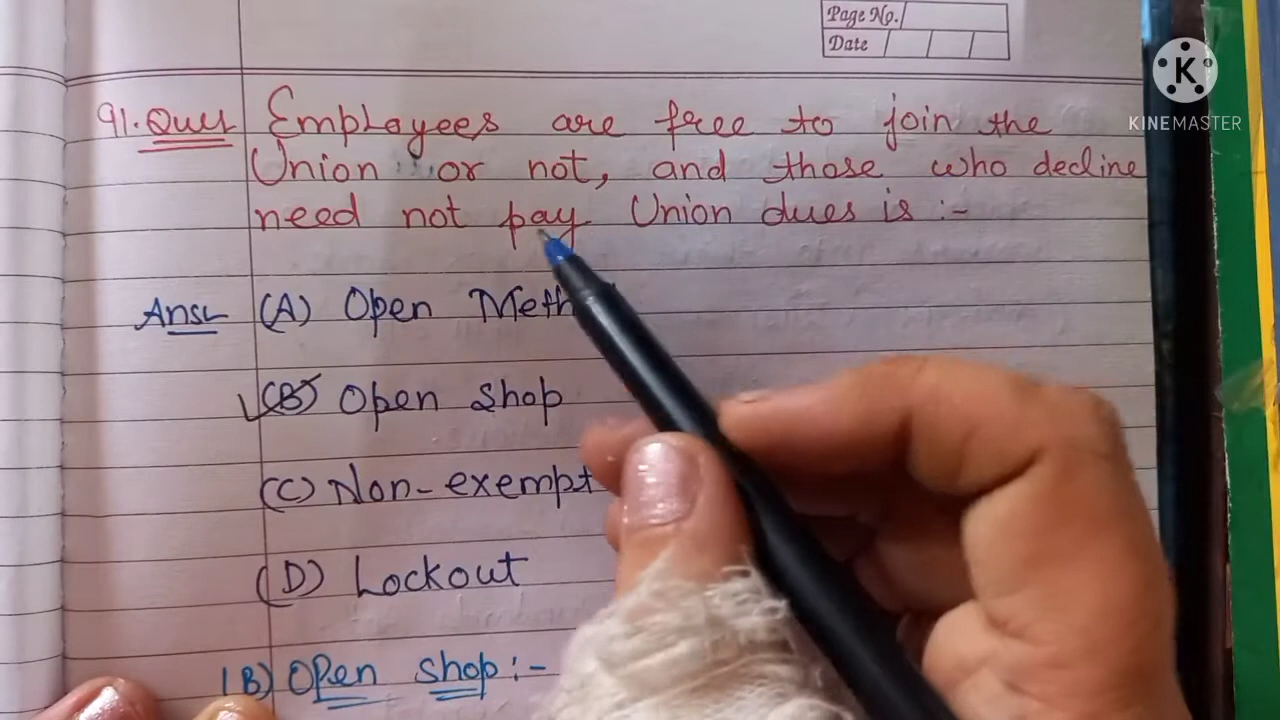 Page No.
Date
K
KINEMASTER
91. Ques Employees are free to join the
Union or not, and those who decline
need not pay Union dues is :-
Ans (A) Open
(B) Open shop
(C) Non-exempt
(D) Lockout
(B) Open shop :-